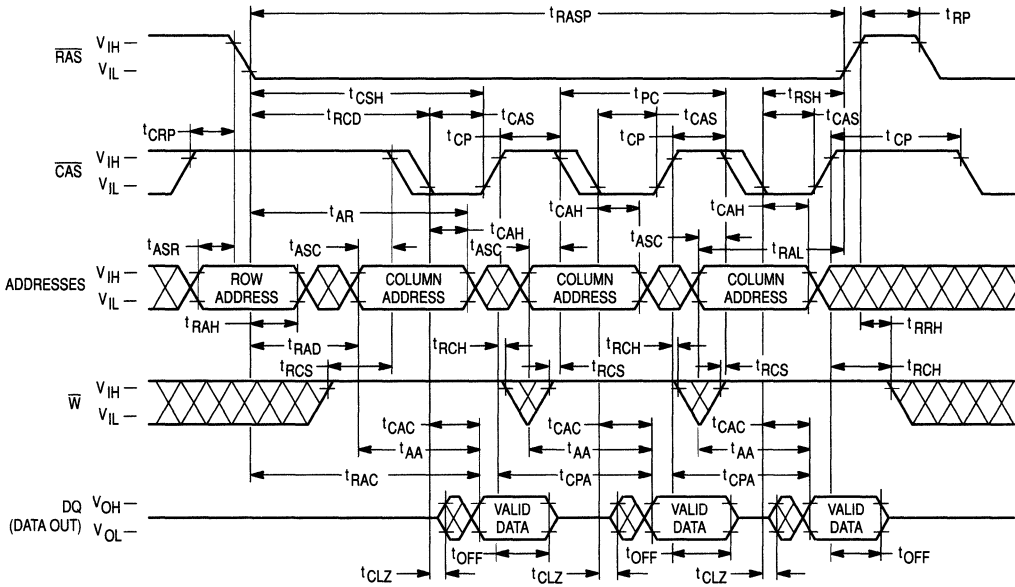 tRASP
tRP
RAS
VIH
VIL
tCSH
tPC
tRSH
tRCD
tCAS
tCAS
tCAS
tCRP
tCP
tCP
tCP
CAS
VIH
VIL
tAR
tCAH
tCAH
tCAH
tASR
tASC
tASC
tASC
tRAL
ADDRESSES
VIH
VIL
ROW ADDRESS
COLUMN ADDRESS
COLUMN ADDRESS
COLUMN ADDRESS
tRAH
tRAD
tRCH
tRCH
tRRH
tRCS
tRCS
tRCS
tRCH
W
VIH
VIL
tCAC
tCAC
tCAC
tAA
tAA
tAA
tRAC
tCPA
tCPA
DQ
(DATA OUT)
VOH
VOL
VALID DATA
VALID DATA
VALID DATA
tOFF
tOFF
tOFF
tCLZ
tCLZ
tCLZ